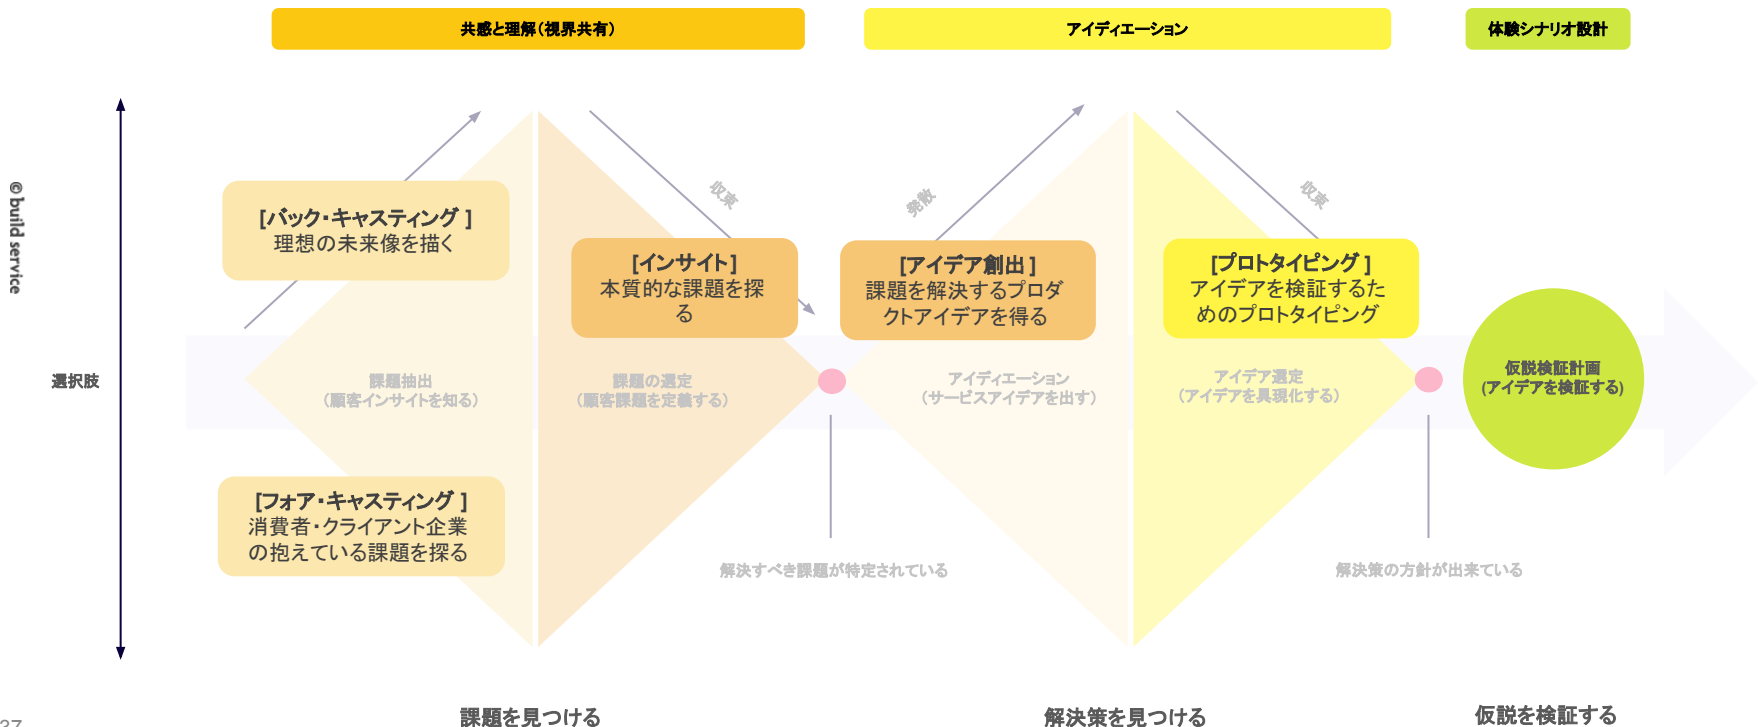 共感と理解（視界共有）
アイディエーション
体験シナリオ設計
© build service
選択肢
[バック・キャスティング]
理想の未来像を描く
収束
[インサイト]
本質的な課題を探
る
発散
[アイデア創出]
課題を解決するプロダ
クトアイデアを得る
収束
[プロトタイピング]
アイデアを検証するた
めのプロトタイピング
課題抽出
（顧客インサイトを知る）
課題の選定
（顧客課題を定義する）
アイディエーション
（サービスアイデアを出す）
アイデア選定
（アイデアを具現化する）
仮説検証計画
(アイデアを検証する)
[フォア・キャスティング]
消費者・クライアント企業
の抱えている課題を探る
解決すべき課題が特定されている
解決策の方針が出来ている
課題を見つける
解決策を見つける
仮説を検証する